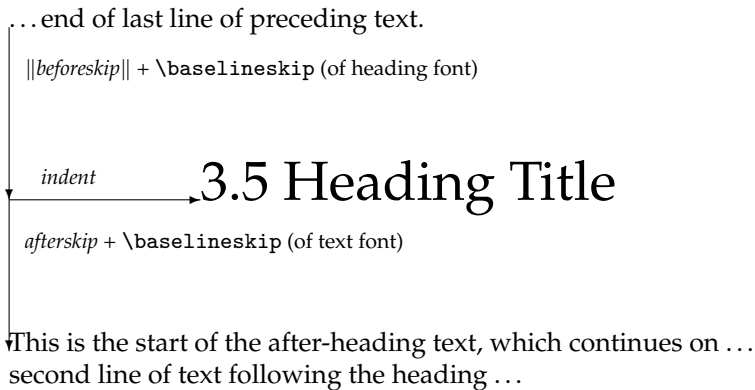 ...end of last line of preceding text.
‖beforeskip‖ + \baselineskip (of heading font)
indent
3.5 Heading Title
afterskip + \baselineskip (of text font)
This is the start of the after-heading text, which continues on ...
second line of text following the heading ...